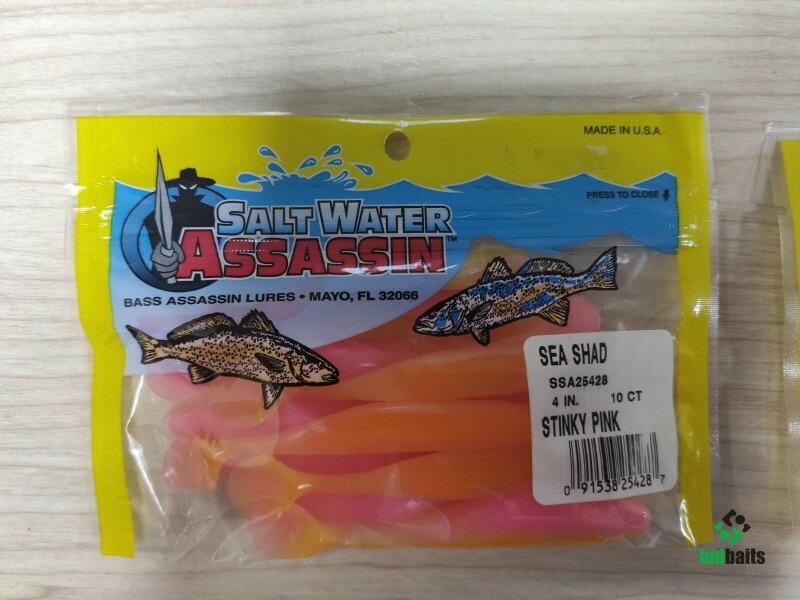 MADE IN U.S.A.
PRESS TO CLOSE
SALT WATER
ASSASSIN™
BASS ASSASSIN LURES • MAYO, FL 32066
SEA SHAD
SSA25428
4 IN. 10 CT
STINKY PINK
0 91538 25428 7
bidbaits